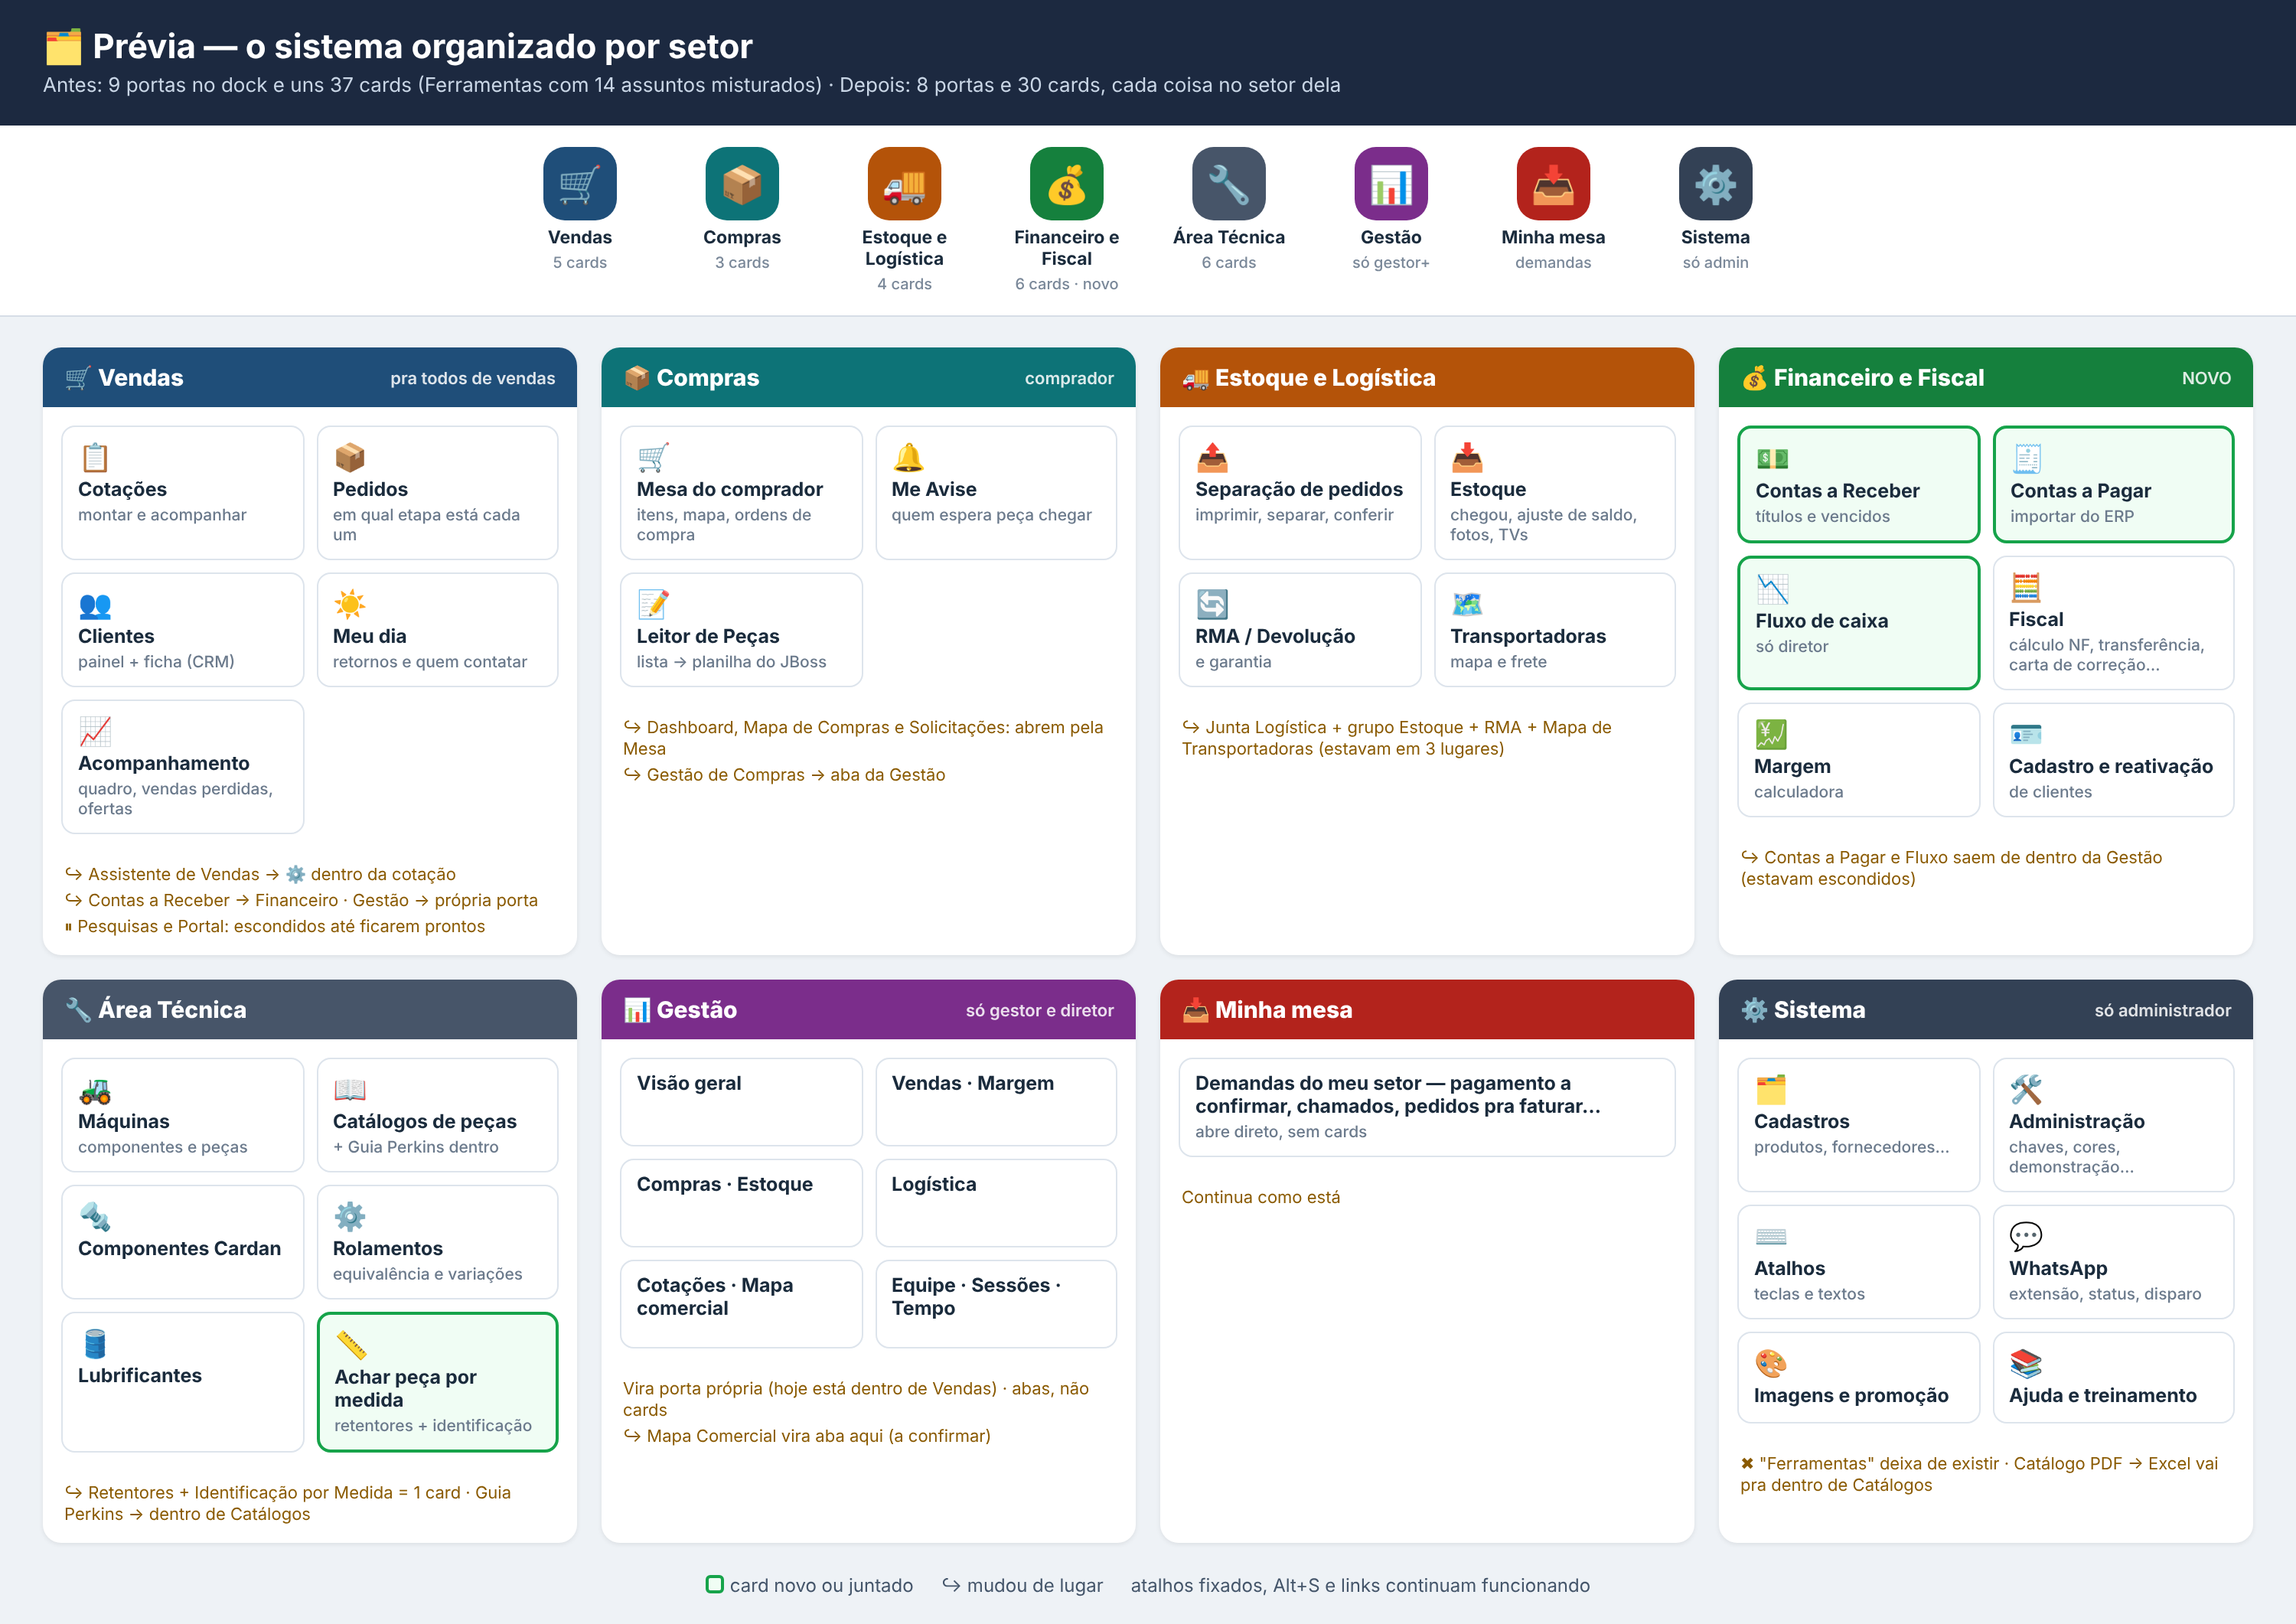 Prévia — o sistema organizado por setor
Antes: 9 portas no dock e uns 37 cards (Ferramentas com 14 assuntos misturados) · Depois: 8 portas e 30 cards, cada coisa no setor dela
Vendas
5 cards
Compras
3 cards
Estoque e
Logística
4 cards
Financeiro e
Fiscal
6 cards · novo
Área Técnica
6 cards
Gestão
só gestor+
Minha mesa
demandas
Sistema
só admin
Vendas
pra todos de vendas
Cotações
montar e acompanhar
Pedidos
em qual etapa está cada
um
Clientes
painel + ficha (CRM)
Meu dia
retornos e quem contatar
Acompanhamento
quadro, vendas perdidas,
ofertas
↪ Assistente de Vendas → ⚙️ dentro da cotação
↪ Contas a Receber → Financeiro · Gestão → própria porta
⏸ Pesquisas e Portal: escondidos até ficarem prontos
Compras
comprador
Mesa do comprador
itens, mapa, ordens de
compra
Me Avise
quem espera peça chegar
Leitor de Peças
lista → planilha do JBoss
↪ Dashboard, Mapa de Compras e Solicitações: abrem pela
Mesa
↪ Gestão de Compras → aba da Gestão
Estoque e Logística
Separação de pedidos
imprimir, separar, conferir
Estoque
chegou, ajuste de saldo,
fotos, TVs
RMA / Devolução
e garantia
Transportadoras
mapa e frete
↪ Junta Logística + grupo Estoque + RMA + Mapa de
Transportadoras (estavam em 3 lugares)
Financeiro e Fiscal
NOVO
Contas a Receber
títulos e vencidos
Contas a Pagar
importar do ERP
Fluxo de caixa
só diretor
Fiscal
cálculo NF, transferência,
carta de correção...
Margem
calculadora
Cadastro e reativação
de clientes
↪ Contas a Pagar e Fluxo saem de dentro da Gestão
(estavam escondidos)
Área Técnica
Máquinas
componentes e peças
Catálogos de peças
+ Guia Perkins dentro
Componentes Cardan
Rolamentos
equivalência e variações
Lubrificantes
Achar peça por
medida
retentores + identificação
↪ Retentores + Identificação por Medida = 1 card · Guia
Perkins → dentro de Catálogos
Gestão
só gestor e diretor
Visão geral
Vendas · Margem
Compras · Estoque
Logística
Cotações · Mapa
comercial
Equipe · Sessões ·
Tempo
Vira porta própria (hoje está dentro de Vendas) · abas, não
cards
↪ Mapa Comercial vira aba aqui (a confirmar)
Minha mesa
Demandas do meu setor — pagamento a
confirmar, chamados, pedidos pra faturar...
abre direto, sem cards
Continua como está
Sistema
só administrador
Cadastros
produtos, fornecedores...
Administração
chaves, cores,
demonstração...
Atalhos
teclas e textos
WhatsApp
extensão, status, disparo
Imagens e promoção
Ajuda e treinamento
✖ "Ferramentas" deixa de existir · Catálogo PDF → Excel vai
pra dentro de Catálogos
card novo ou juntado
↪ mudou de lugar
atalhos fixados, Alt+S e links continuam funcionando